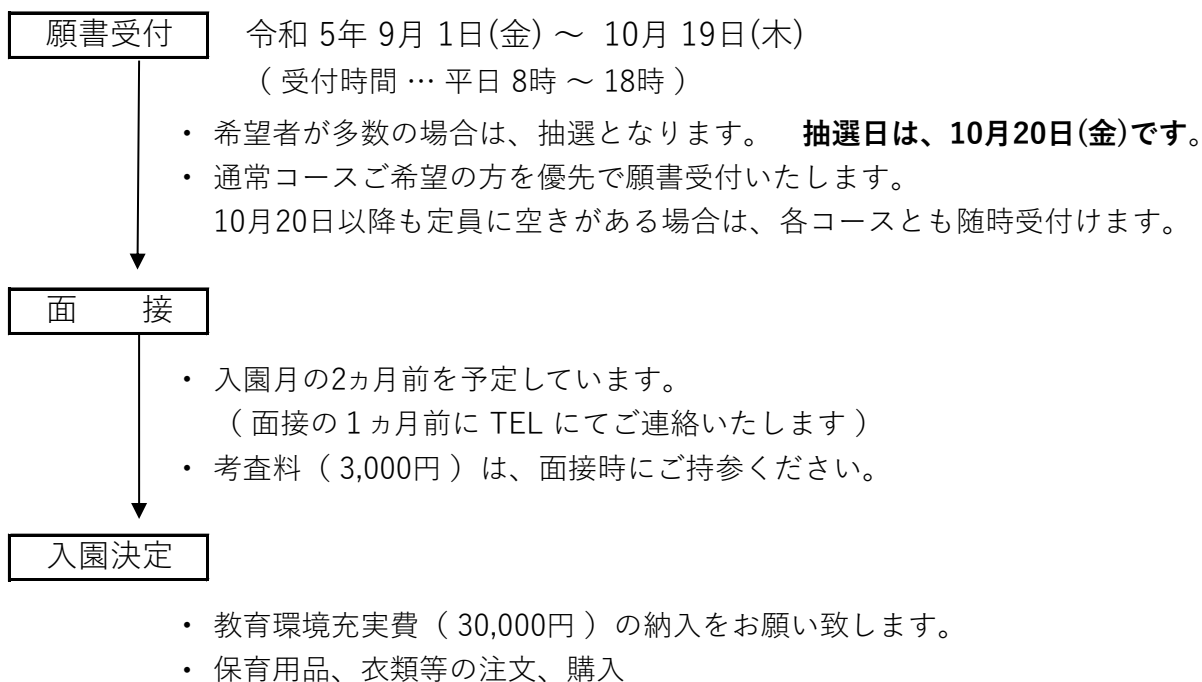 願書受付　令和 5年 9月 1日(金) ～ 10月 19日(木)
（ 受付時間 … 平日 8時 ～ 18時 ）
・ 希望者が多数の場合は、抽選となります。　抽選日は、10月20日(金)です。
・ 通常コースご希望の方を優先で願書受付いたします。
10月20日以降も定員に空きがある場合は、各コースとも随時受付けます。
面　　接
・ 入園月の2ヵ月前を予定しています。
（ 面接の１ヵ月前に TEL にてご連絡いたします ）
・ 考査料（ 3,000円 ）は、面接時にご持参ください。
入園決定
・ 教育環境充実費（ 30,000円 ）の納入をお願い致します。
・ 保育用品、衣類等の注文、購入